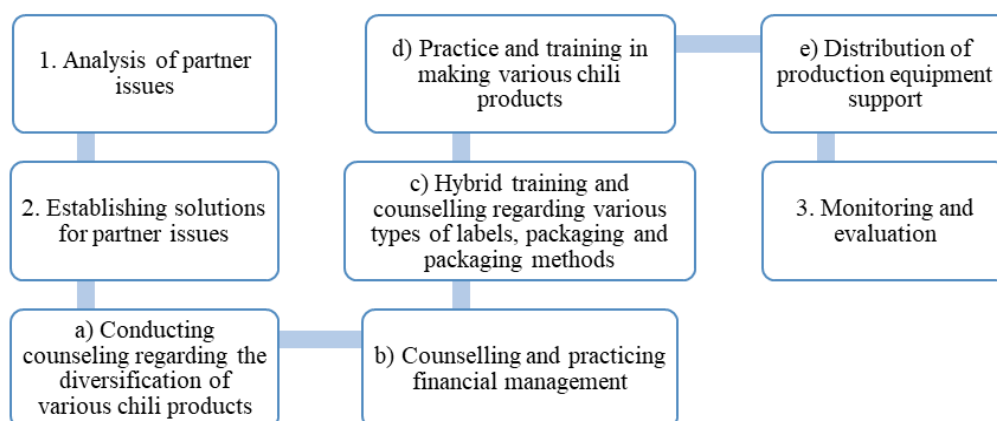 1. Analysis of partner
issues
2. Establishing solutions
for partner issues
a) Conducting
counseling regarding the
diversification of
various chili products
b) Counselling and practicing
financial management
c) Hybrid training and
counselling regarding various
types of labels, packaging and
packaging methods
d) Practice and training in
making various chili
products
e) Distribution of
production equipment
support
3. Monitoring and
evaluation